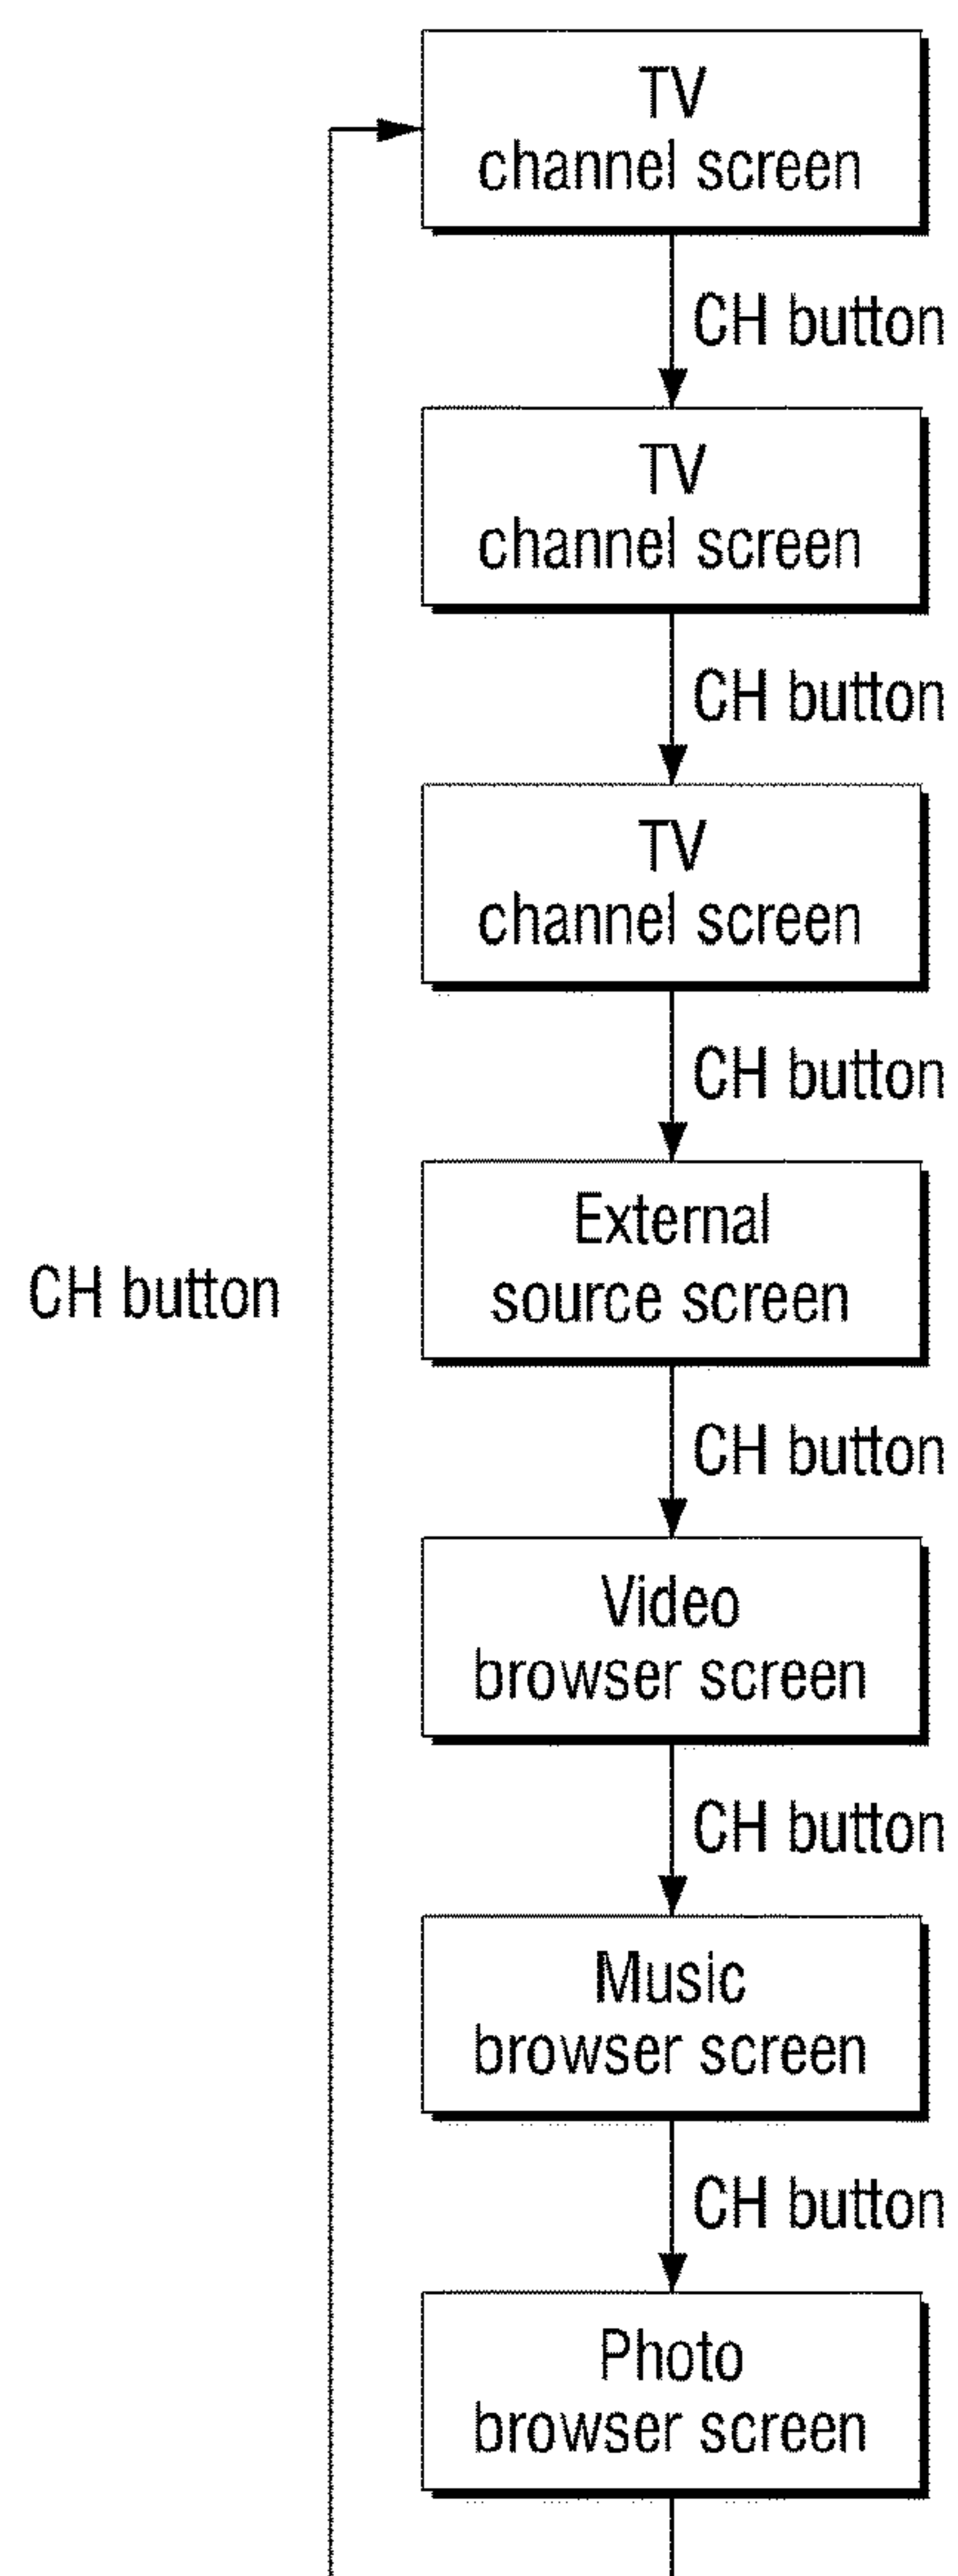 TV
channel screen
CH button
TV
channel screen
CH button
TV
channel screen
CH button
External
source screen
CH button
CH button
Video
browser screen
CH button
Music
browser screen
CH button
Photo
browser screen